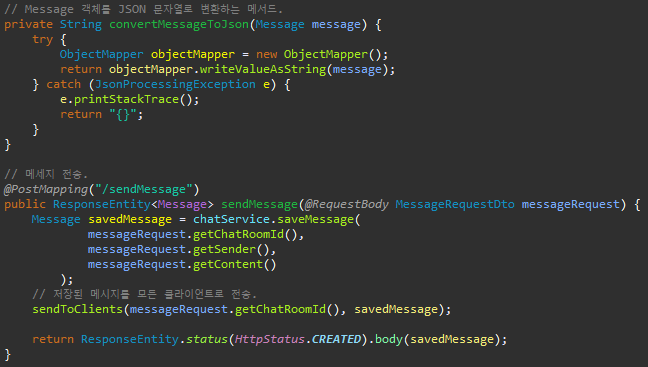 // Message 객체를 JSON 문자열로 변환하는 메서드.
private String convertMessageToJson(Message message) {
try {
ObjectMapper objectMapper = new ObjectMapper();
return objectMapper.writeValueAsString(message);
} catch (JsonProcessingException e) {
e.printStackTrace();
return "{}";
}
}
// 메세지 전송.
@PostMapping("/sendMessage")
public ResponseEntity<Message> sendMessage(@RequestBody MessageRequestDto messageRequest) {
Message savedMessage = chatService.saveMessage(
messageRequest.getChatRoomId(),
messageRequest.getSender(),
messageRequest.getContent()
);
// 저장된 메시지를 모든 클라이언트로 전송.
sendToClients(messageRequest.getChatRoomId(), savedMessage);
return ResponseEntity.status(HttpStatus.CREATED).body(savedMessage);
}